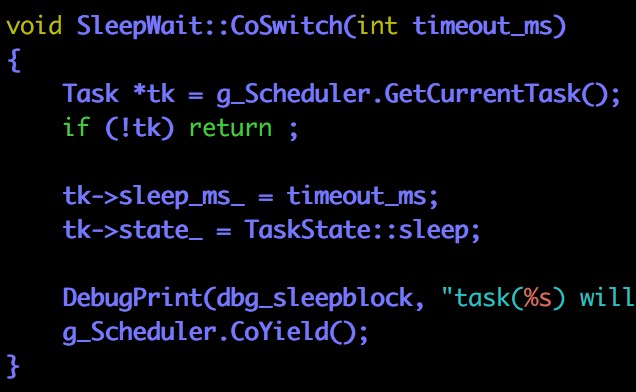 void SleepWait::CoSwitch(int timeout_ms)
{
    Task *tk = g_Scheduler.GetCurrentTask();
    if (!tk) return ;

    tk->sleep_ms_ = timeout_ms;
    tk->state_ = TaskState::sleep;

    DebugPrint(dbg_sleepblock, "task(%s) will
    g_Scheduler.CoYield();
}